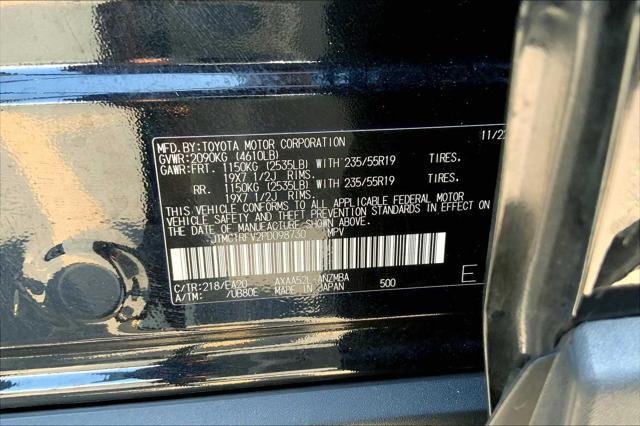 MFD.BY:TOYOTA MOTOR CORPORATION 11/22
GVWR:2090KG (4610LB)
GAWR:FRT. 1150KG (2535LB) WITH 235/55R19 TIRES.
19X7 1/2J RIMS.
RR. 1150KG (2535LB) WITH 235/55R19 TIRES.
19X7 1/2J RIMS.
THIS VEHICLE CONFORMS TO ALL APPLICABLE FEDERAL MOTOR
VEHICLE SAFETY AND THEFT PREVENTION STANDARDS IN EFFECT ON
THE DATE OF MANUFACTURE SHOWN ABOVE.
JTMC1RFV2PD098730 MPV
C/TR:218/EA20 AXAA52L-ANZMBA 500 E
A/TM: /UB80E MADE IN JAPAN